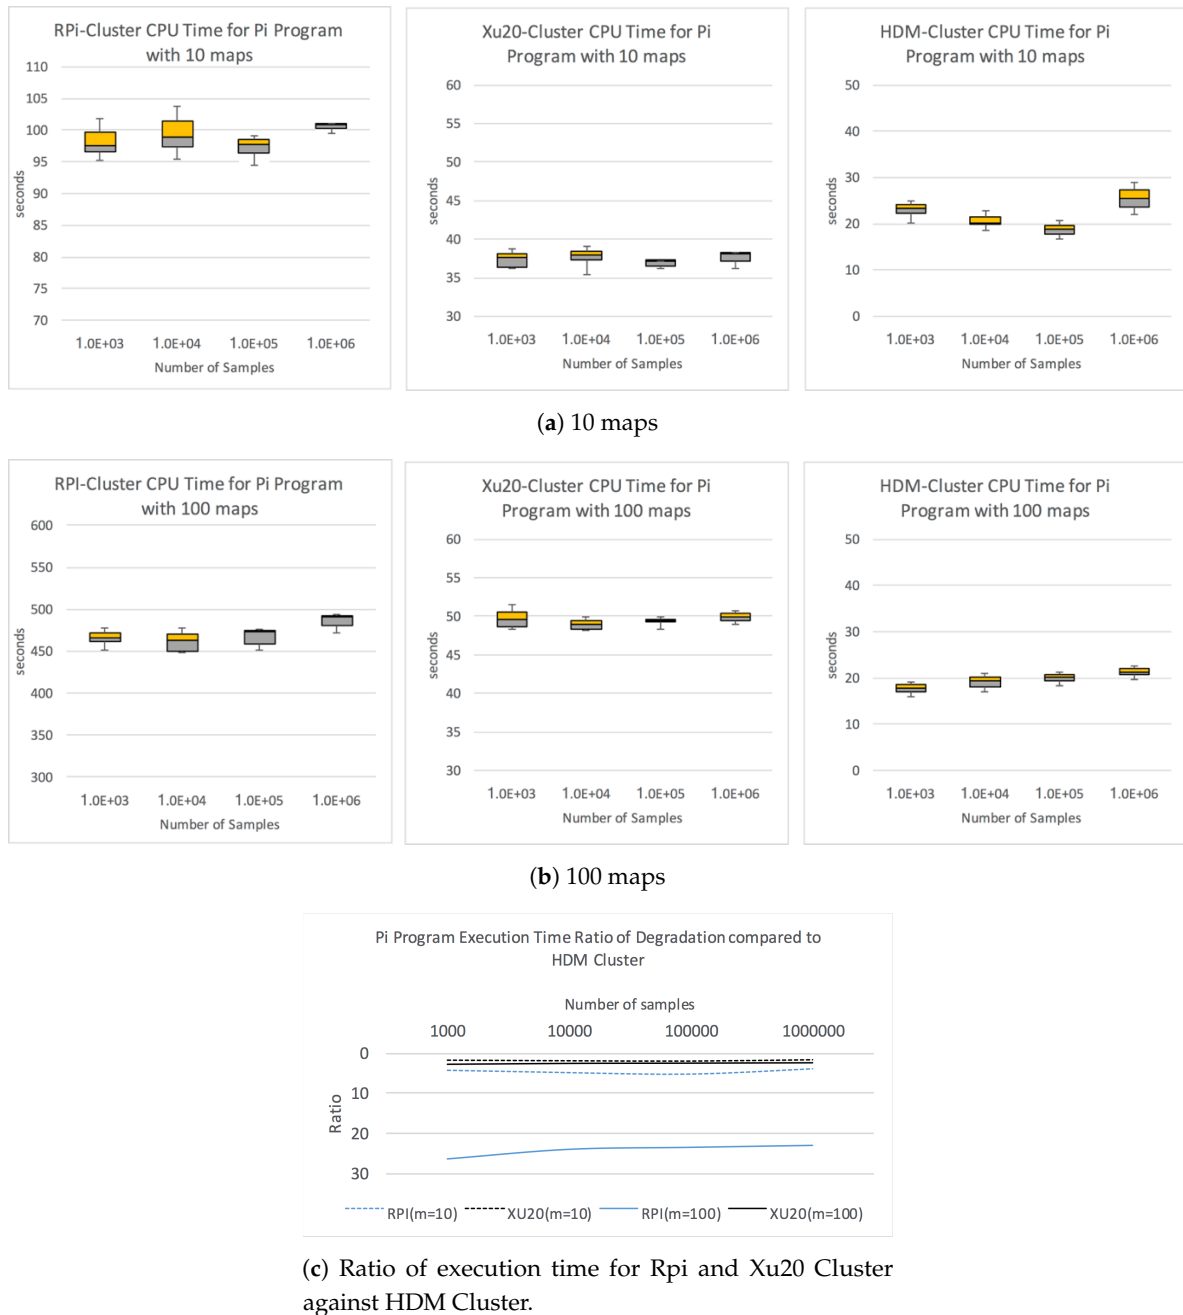 RPi-Cluster CPU Time for Pi Program
with 10 maps
110
105
100
95
90
85
80
75
70
seconds
1.0E+03 1.0E+04 1.0E+05 1.0E+06
Number of Samples
Xu20-Cluster CPU Time for Pi
Program with 10 maps
60
55
50
45
40
35
30
seconds
1.0E+03 1.0E+04 1.0E+05 1.0E+06
Number of Samples
HDM-Cluster CPU Time for Pi
Program with 10 maps
50
40
30
20
10
0
seconds
1.0E+03 1.0E+04 1.0E+05 1.0E+06
Number of Samples
(a) 10 maps
RPI-Cluster CPU Time for Pi Program
with 100 maps
600
550
500
450
400
350
300
seconds
1.0E+03 1.0E+04 1.0E+05 1.0E+06
Number of Samples
Xu20-Cluster CPU Time for Pi
Program with 100 maps
60
55
50
45
40
35
30
seconds
1.0E+03 1.0E+04 1.0E+05 1.0E+06
Number of Samples
HDM-Cluster CPU Time for Pi
Program with 100 maps
50
40
30
20
10
0
seconds
1.0E+03 1.0E+04 1.0E+05 1.0E+06
Number of Samples
(b) 100 maps
Pi Program Execution Time Ratio of Degradation compared to
HDM Cluster
Number of samples
1000 10000 100000 1000000
0
10
20
30
Ratio
RPI(m=10) XU20(m=10) RPI(m=100) XU20(m=100)
(c) Ratio of execution time for Rpi and Xu20 Cluster
against HDM Cluster.